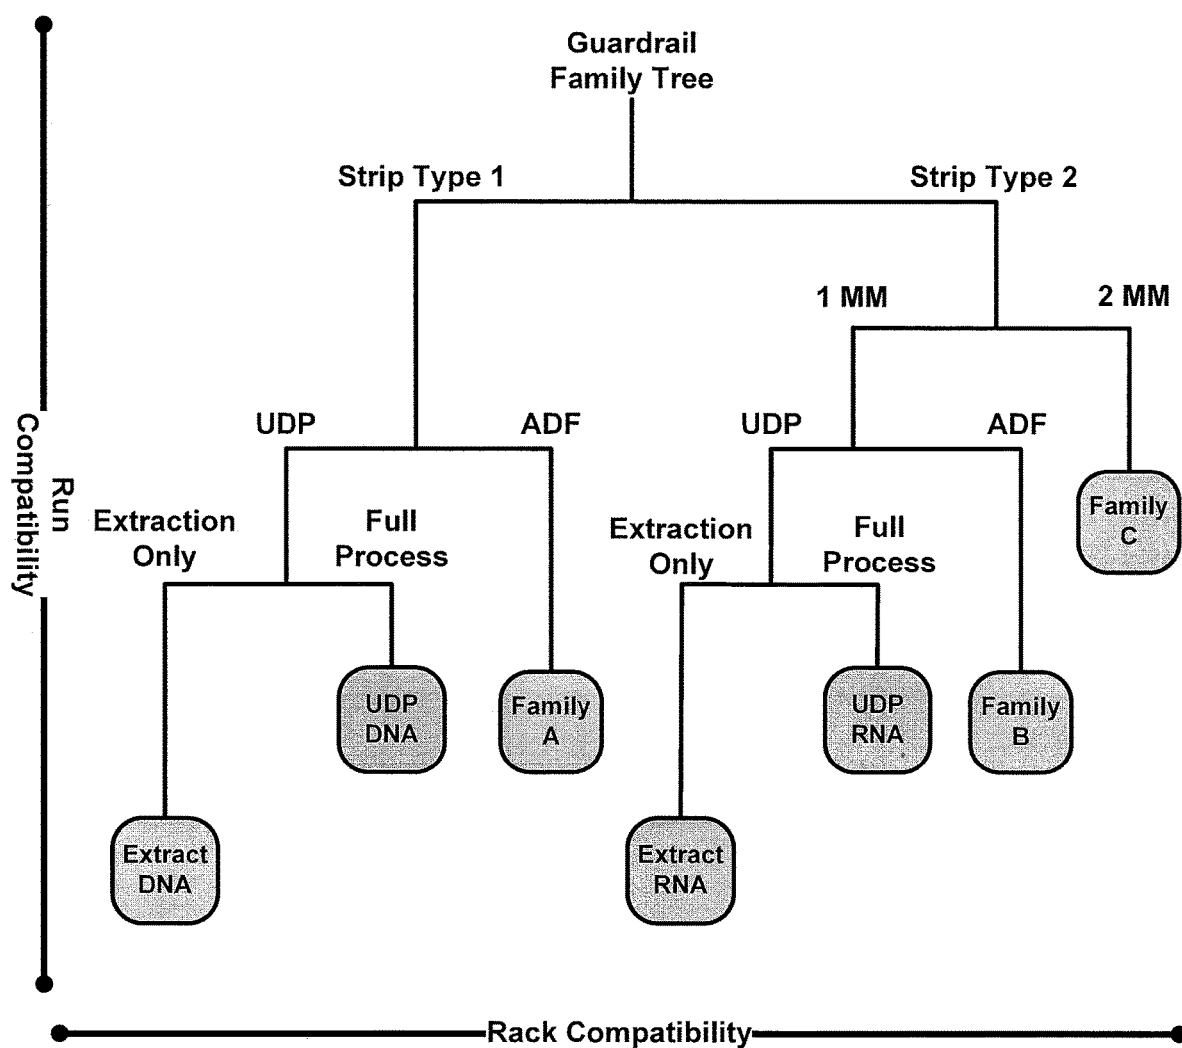 Guardrail
Family Tree
Strip Type 1
Strip Type 2
1 MM
2 MM
UDP
ADF
UDP
ADF
Family
C
Extraction
Only
Full
Process
Extraction
Only
Full
Process
UDP
DNA
Family
A
UDP
RNA
Family
B
Extract
DNA
Extract
RNA
Run
Compatibility
Rack Compatibility